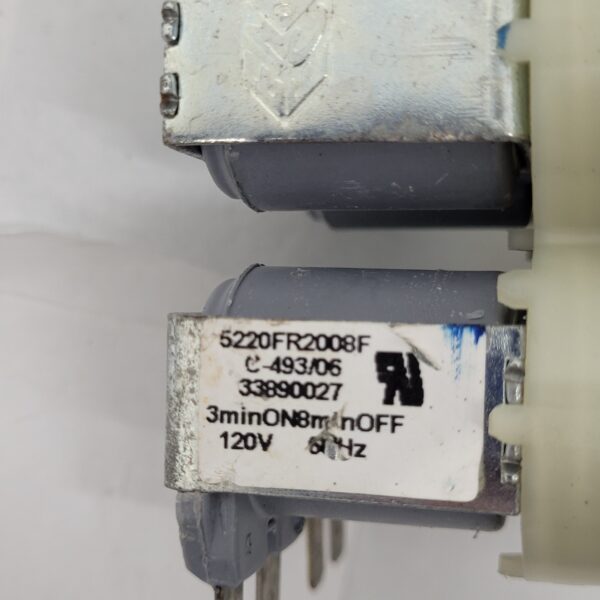 5220FR2008F
C-493/06
33890027
3minON8minOFF
120V 60Hz